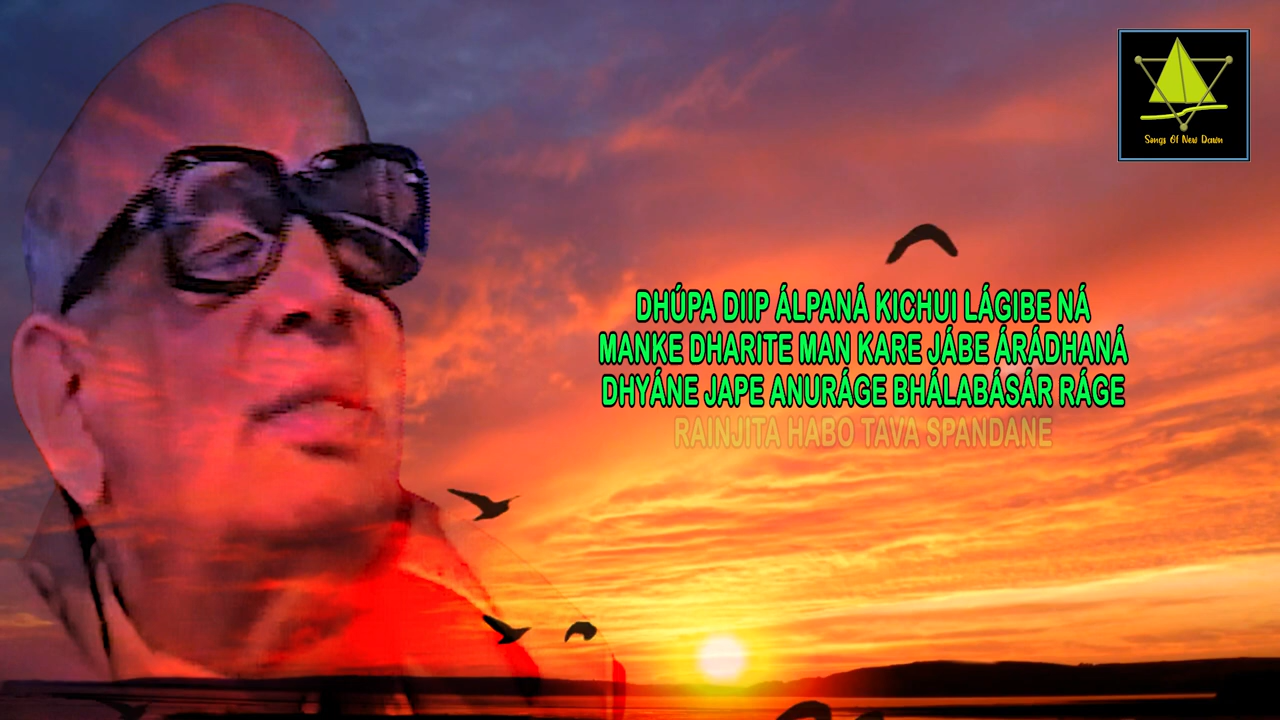 Songs Of New Dawn
DHÚPA DIIP ÁLPANÁ KICHUI LÁGIBE NÁ
MANKE DHARITE MAN KARE JÁBE ÁRÁDHANÁ
DHYÁNE JAPE ANURÁGE BHÁLABÁSÁR RÁGE
RAINJITA HABO TAVA SPANDANE